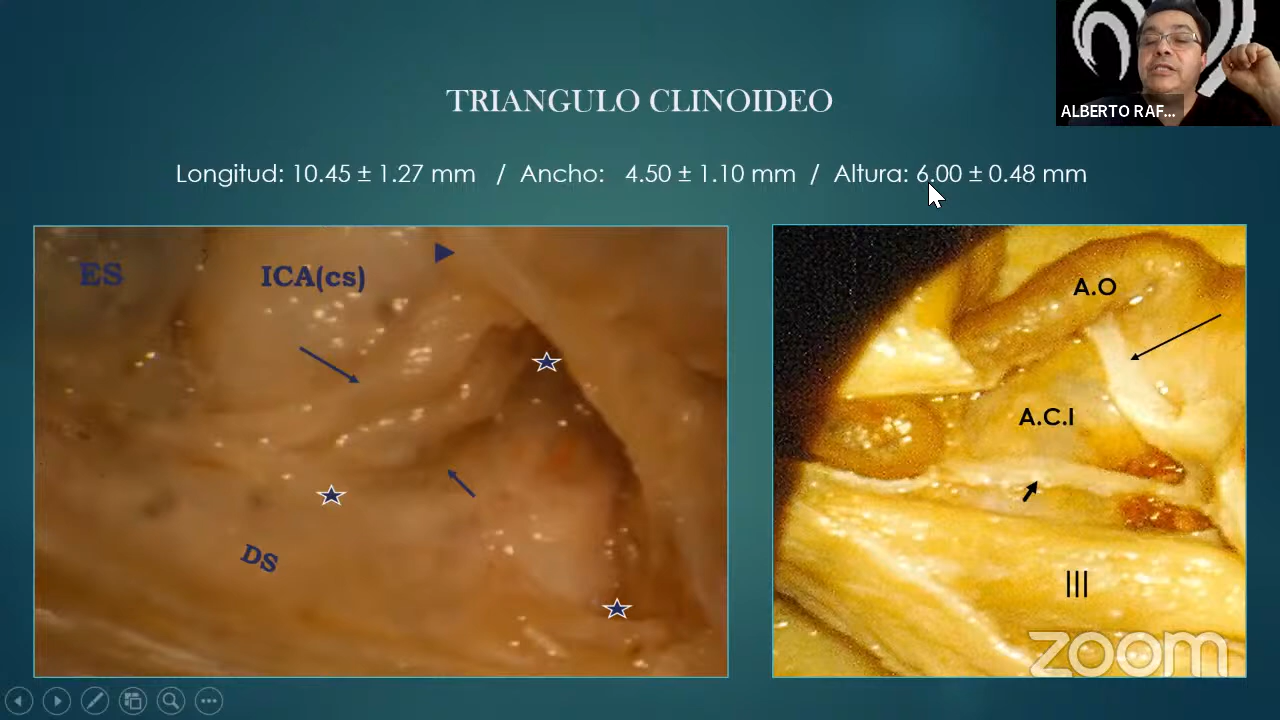 ALBERTO RAF...
TRIANGULO CLINOIDEO
Longitud: 10.45 ± 1.27 mm / Ancho: 4.50 ± 1.10 mm / Altura: 6.00 ± 0.48 mm
ES
ICA(cs)
DS
A.O
A.C.I
III
zoom